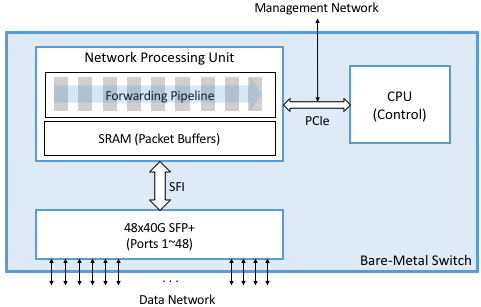 Management Network
Network Processing Unit
Forwarding Pipeline
SRAM (Packet Buffers)
PCIe
CPU
(Control)
SFI
48x40G SFP+
(Ports 1~48)
Bare-Metal Switch
. . .
Data Network